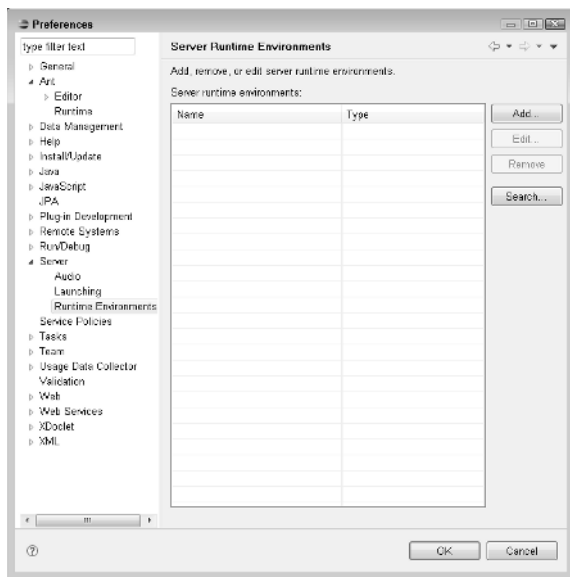 Preferences
type filter text
General
Ant
Editor
Runtime
Data Management
Help
Install/Update
Java
JavaScript
JPA
Plug-in Development
Remote Systems
Run/Debug
Server
Audio
Launching
Runtime Environments
Service Policies
Tasks
Team
Usage Data Collector
Validation
Web
Web Services
XDoclet
XML
Server Runtime Environments
Add, remove, or edit server runtime environments.
Server runtime environments:
Name Type
Add...
Edit...
Remove
Search...
OK Cancel